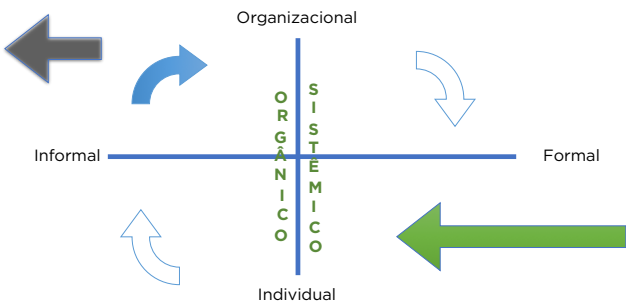 Organizacional
ORGÂNICO
SISTÊMICO
Informal
Formal
Individual